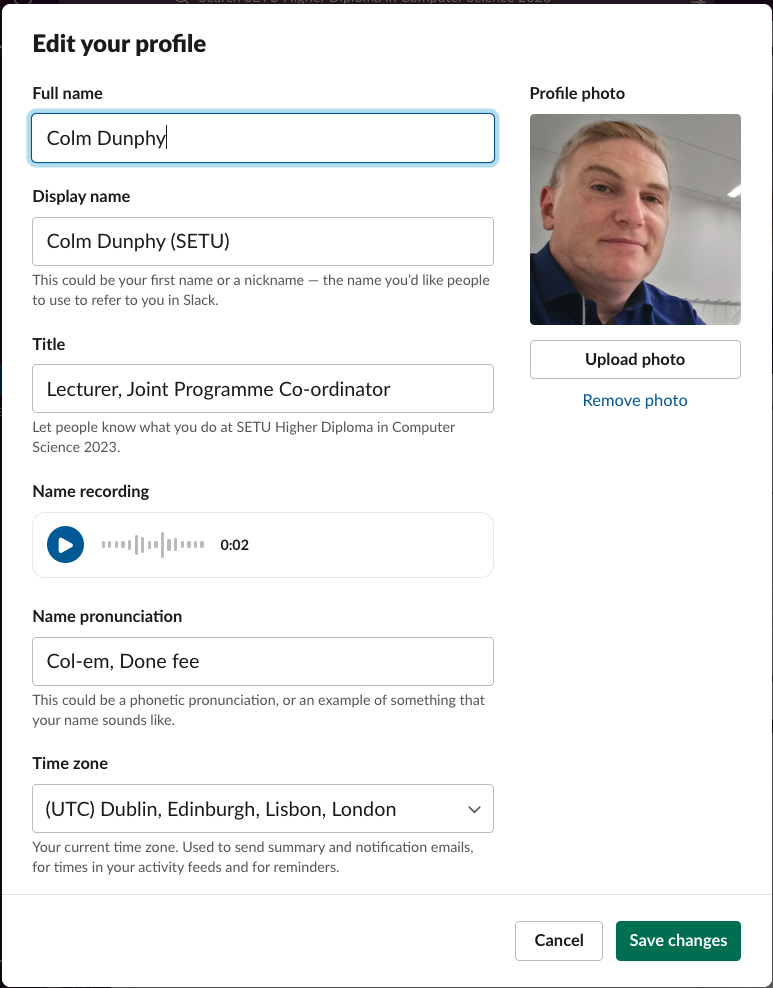 Edit your profile
Full name
Colm Dunphy
Display name
Colm Dunphy (SETU)
This could be your first name or a nickname — the name you’d like people
to use to refer to you in Slack.
Title
Lecturer, Joint Programme Co-ordinator
Let people know what you do at SETU Higher Diploma in Computer
Science 2023.
Name recording
0:02
Name pronunciation
Col-em, Done fee
This could be a phonetic pronunciation, or an example of something that
your name sounds like.
Time zone
(UTC) Dublin, Edinburgh, Lisbon, London
Your current time zone. Used to send summary and notification emails,
for times in your activity feeds and for reminders.
Profile photo
Upload photo
Remove photo
Cancel
Save changes